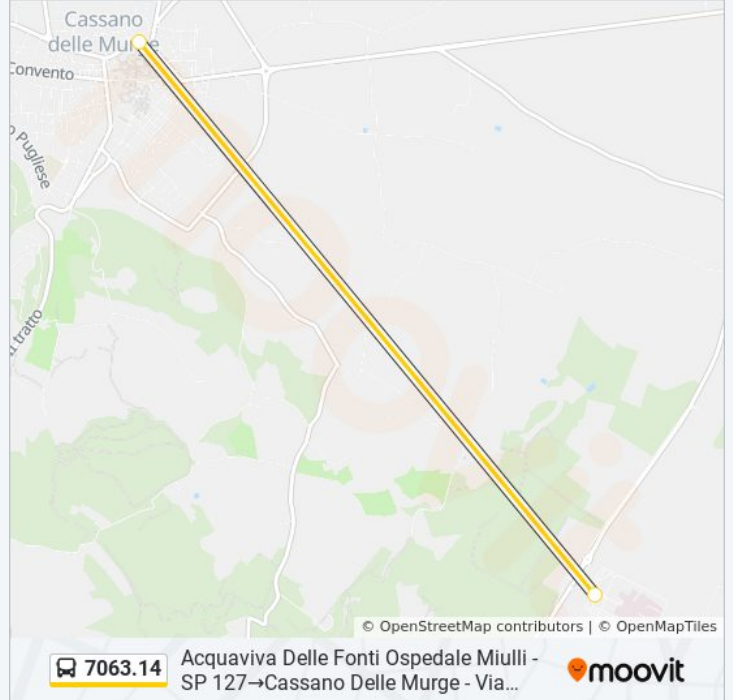 Cassano
delle Murge
Convento
o Pugliese
tratto
© OpenStreetMap contributors | © OpenMapTiles
7063.14
Acquaviva Delle Fonti Ospedale Miulli -
SP 127→Cassano Delle Murge - Via...
moovit